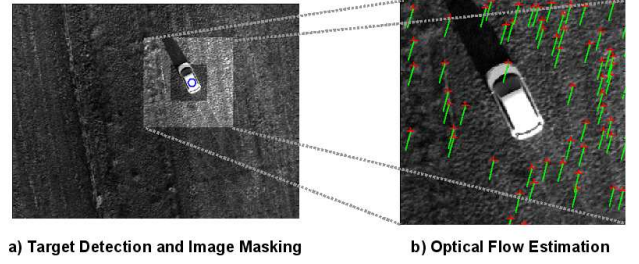 a) Target Detection and Image Masking
b) Optical Flow Estimation